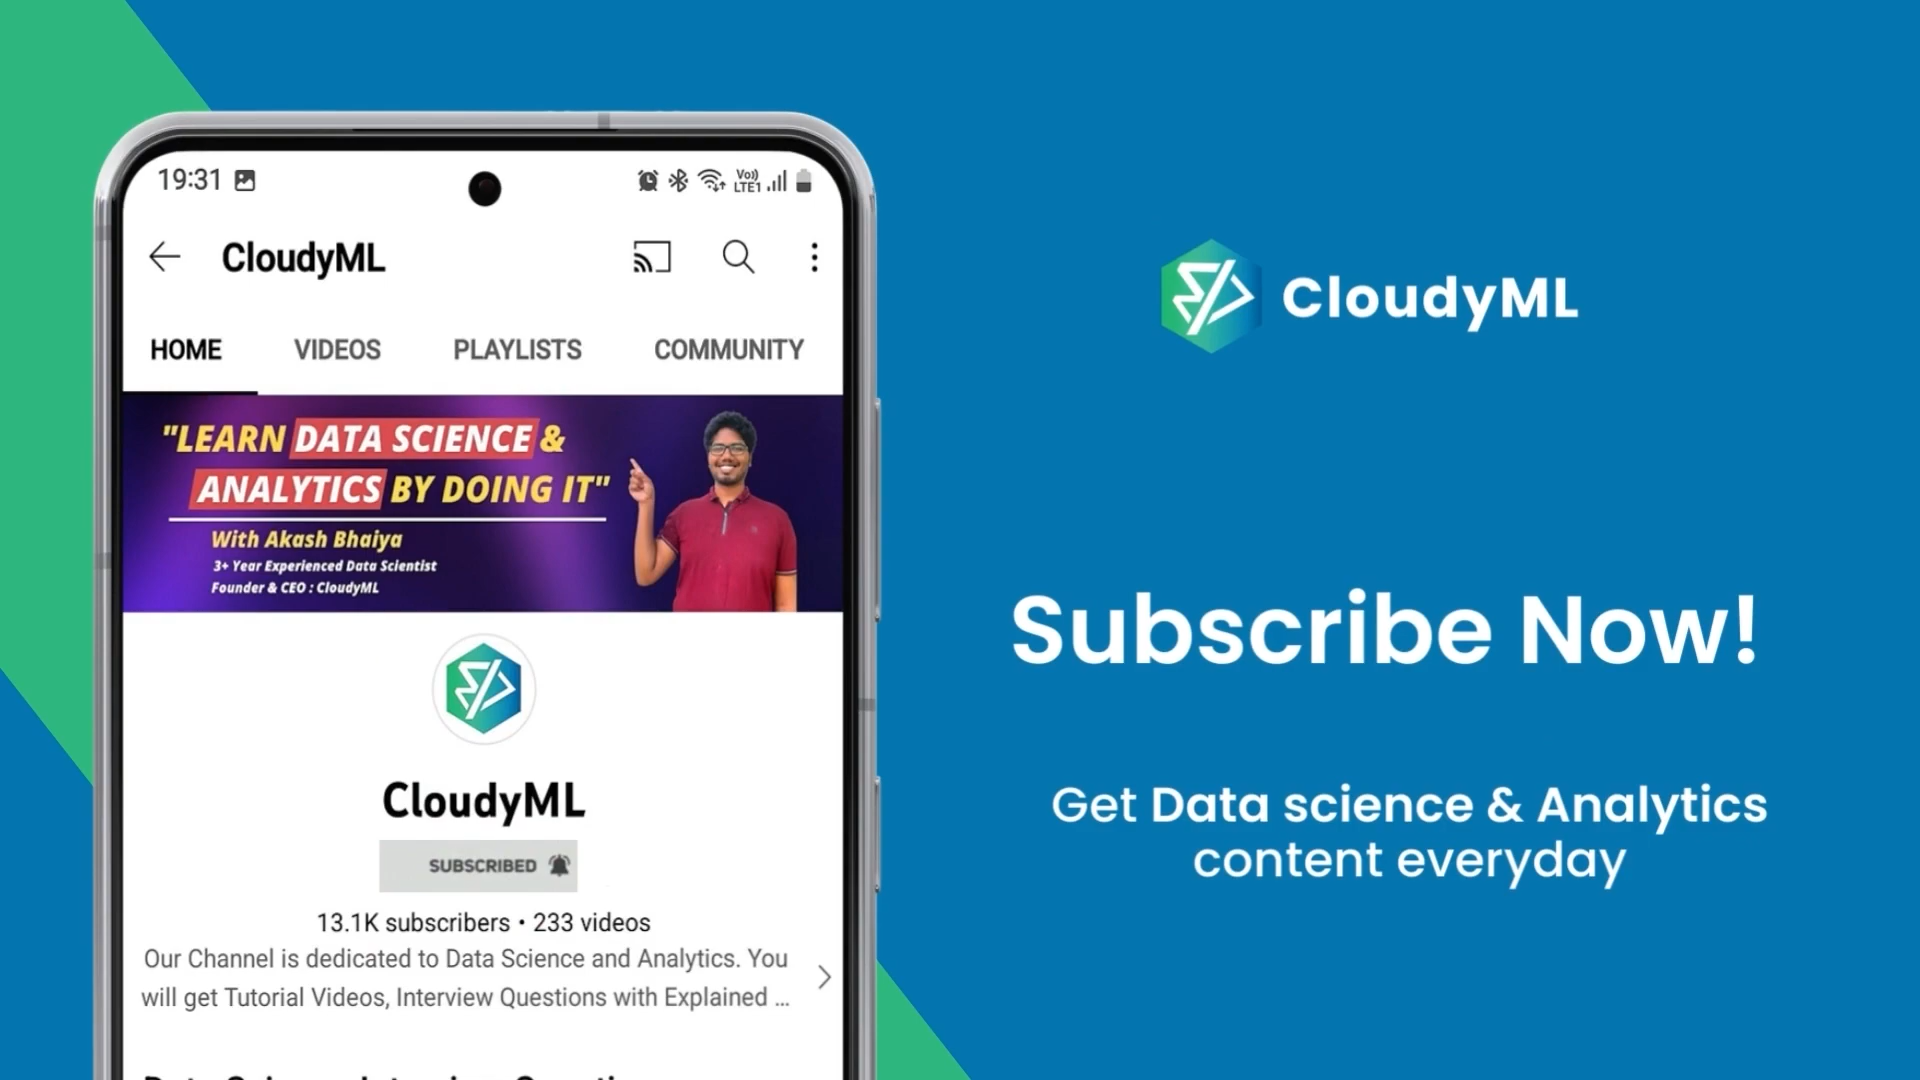 19:31
Vo))
LTE1
CloudyML
HOME VIDEOS PLAYLISTS COMMUNITY
"LEARN DATA SCIENCE &
ANALYTICS BY DOING IT"
With Akash Bhaiya
3+ Year Experienced Data Scientist
Founder & CEO : CloudyML
CloudyML
SUBSCRIBED
13.1K subscribers • 233 videos
Our Channel is dedicated to Data Science and Analytics. You
will get Tutorial Videos, Interview Questions with Explained ...
CloudyML
Subscribe Now!
Get Data science & Analytics
content everyday